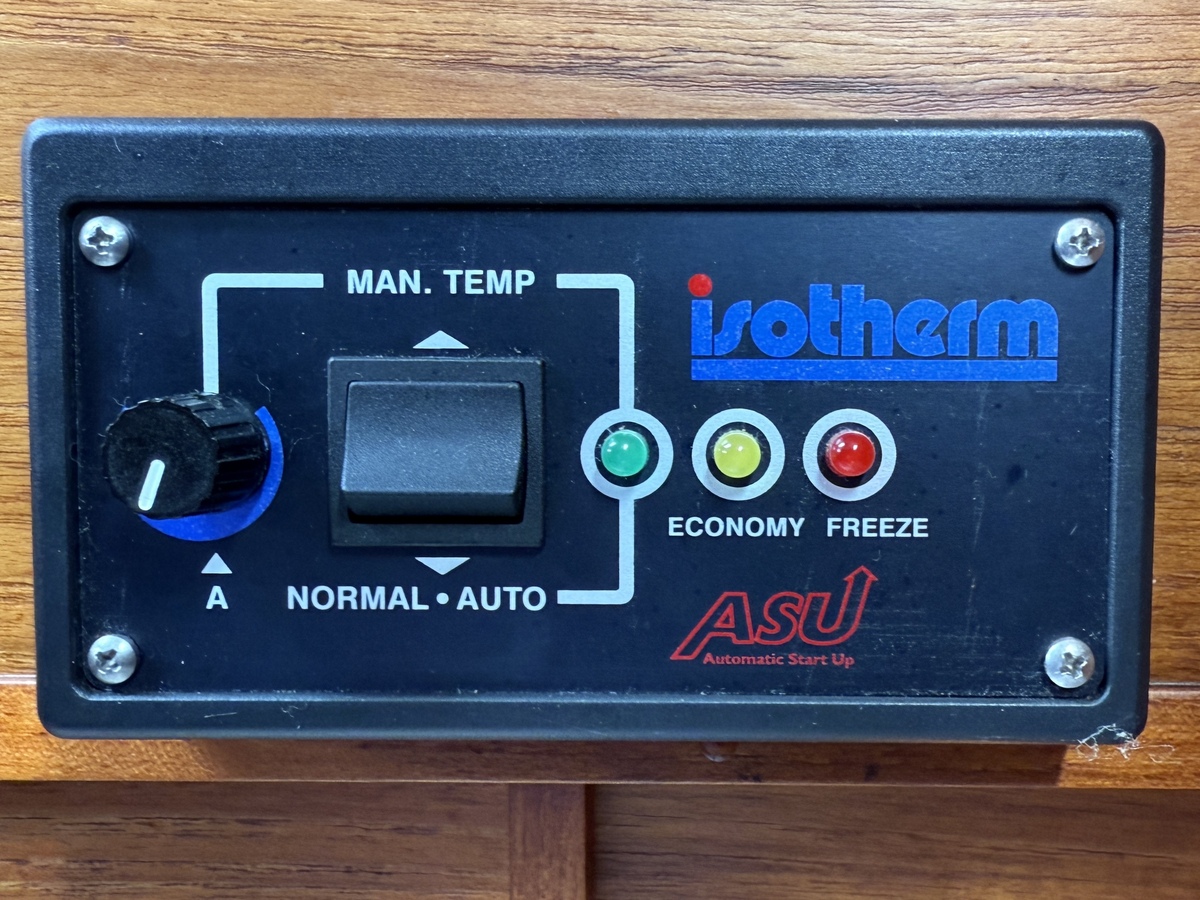 MAN. TEMP
isotherm
ECONOMY FREEZE
A
NORMAL • AUTO
ASU
Automatic Start Up